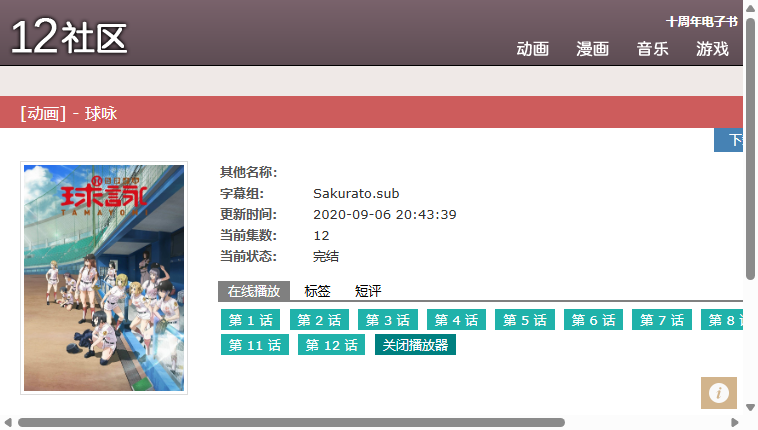 十周年电子书
12社区
动画 漫画 音乐 游戏
[动画] - 球咏
球詠
TAMAYOMI
其他名称:
字幕组: Sakurato.sub
更新时间: 2020-09-06 20:43:39
当前集数: 12
当前状态: 完结
在线播放 标签 短评
第 1 话 第 2 话 第 3 话 第 4 话 第 5 话 第 6 话 第 7 话 第 8
第 11 话 第 12 话 关闭播放器